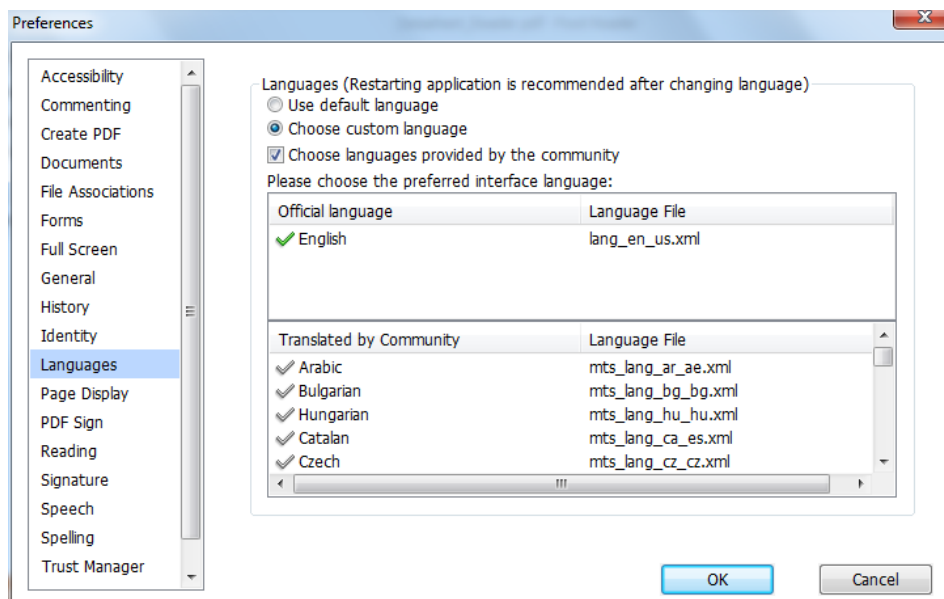 Preferences
Accessibility
Commenting
Create PDF
Documents
File Associations
Forms
Full Screen
General
History
Identity
Languages
Page Display
PDF Sign
Reading
Signature
Speech
Spelling
Trust Manager
Languages (Restarting application is recommended after changing language)
Use default language
Choose custom language
Choose languages provided by the community
Please choose the preferred interface language:
Official language Language File
English lang_en_us.xml
Translated by Community Language File
Arabic mts_lang_ar_ae.xml
Bulgarian mts_lang_bg_bg.xml
Hungarian mts_lang_hu_hu.xml
Catalan mts_lang_ca_es.xml
Czech mts_lang_cz_cz.xml
OK Cancel